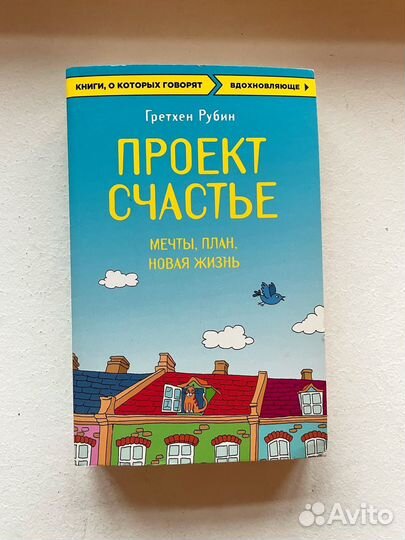 КНИГИ, О КОТОРЫХ ГОВОРЯТ ВДОХНОВЛЯЮЩЕ
Гретхен Рубин
ПРОЕКТ
СЧАСТЬЕ
МЕЧТЫ, ПЛАН,
НОВАЯ ЖИЗНЬ
Avito